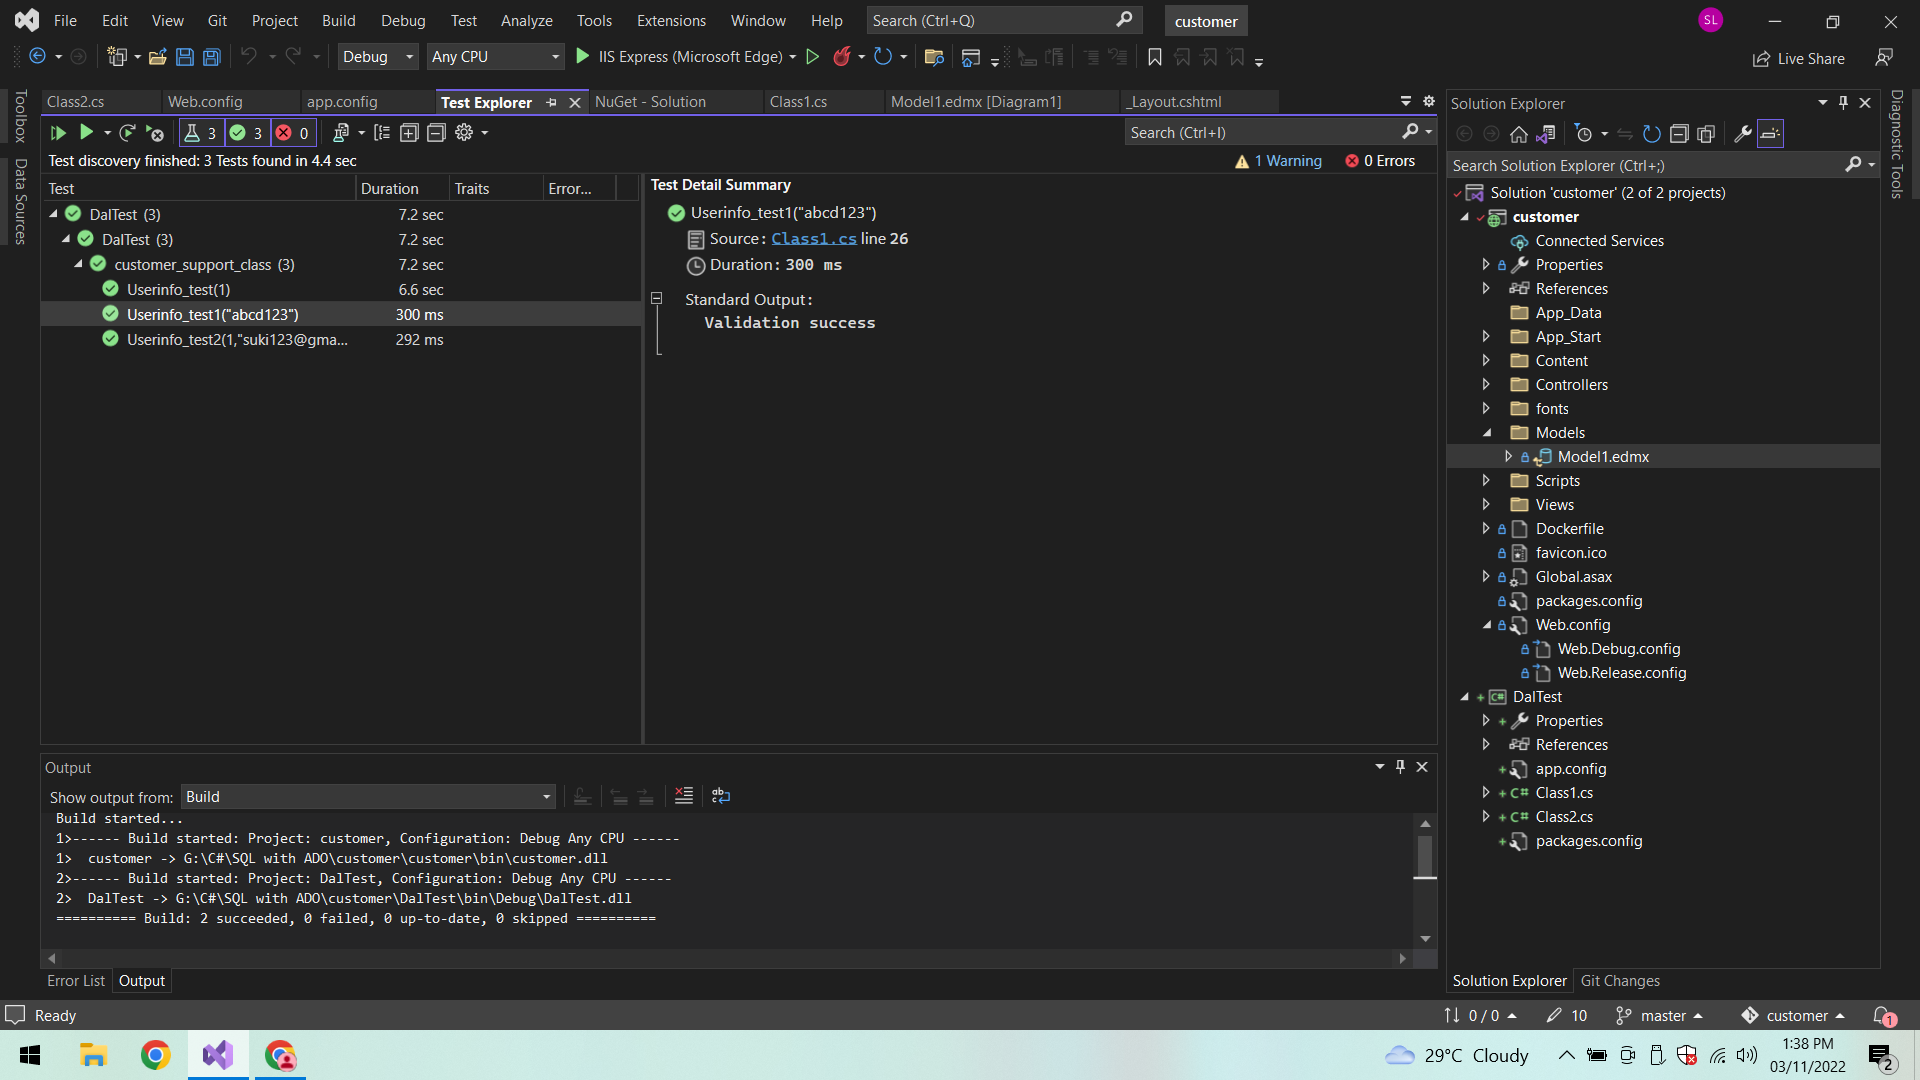 File Edit View Git Project Build Debug Test Analyze Tools Extensions Window Help Search (Ctrl+Q) customer SL
Debug Any CPU IIS Express (Microsoft Edge) Live Share
Toolbox
Data Sources
Class2.cs Web.config app.config Test Explorer NuGet - Solution Class1.cs Model1.edmx [Diagram1] _Layout.cshtml
3 3 0 Search (Ctrl+I)
Test discovery finished: 3 Tests found in 4.4 sec 1 Warning 0 Errors
Test Duration Traits Error...
DalTest (3) 7.2 sec
DalTest (3) 7.2 sec
customer_support_class (3) 7.2 sec
Userinfo_test(1) 6.6 sec
Userinfo_test1("abcd123") 300 ms
Userinfo_test2(1,"suki123@gma... 292 ms
Test Detail Summary
Userinfo_test1("abcd123")
Source: Class1.cs line 26
Duration: 300 ms
Standard Output:
Validation success
Output
Show output from: Build
Build started...
1>------ Build started: Project: customer, Configuration: Debug Any CPU ------
1>  customer -> G:\C#\SQL with ADO\customer\customer\bin\customer.dll
2>------ Build started: Project: DalTest, Configuration: Debug Any CPU ------
2>  DalTest -> G:\C#\SQL with ADO\customer\DalTest\bin\Debug\DalTest.dll
========== Build: 2 succeeded, 0 failed, 0 up-to-date, 0 skipped ==========
Error List Output
Solution Explorer
Search Solution Explorer (Ctrl+;)
Solution 'customer' (2 of 2 projects)
customer
Connected Services
Properties
References
App_Data
App_Start
Content
Controllers
fonts
Models
Model1.edmx
Scripts
Views
Dockerfile
favicon.ico
Global.asax
packages.config
Web.config
Web.Debug.config
Web.Release.config
DalTest
Properties
References
app.config
Class1.cs
Class2.cs
packages.config
Solution Explorer Git Changes
Diagnostic Tools
Ready 0 / 0 10 master customer 1
29°C Cloudy 1:38 PM
03/11/2022 2